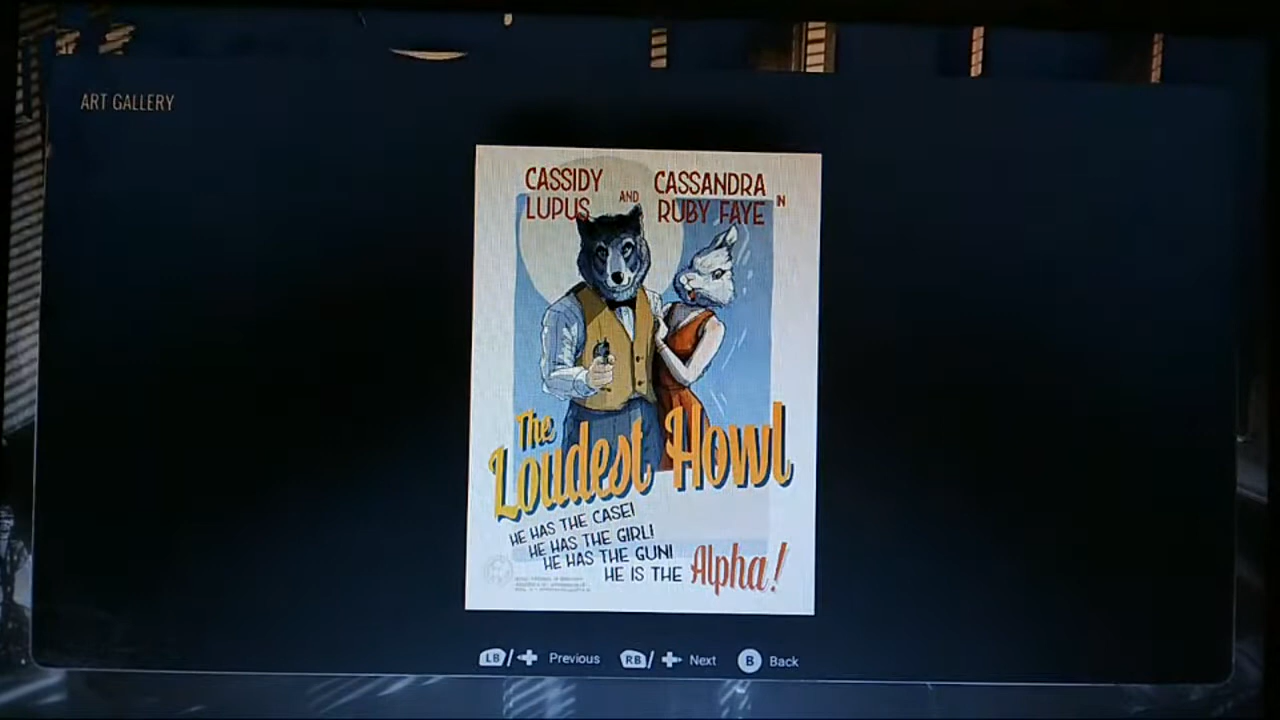 ART GALLERY
CASSIDY AND CASSANDRA IN
LUPUS RUBY FAYE
The
Loudest Howl
HE HAS THE CASE!
HE HAS THE GIRL!
HE HAS THE GUN!
HE IS THE Alpha!
LB/ Previous RB/ Next B Back